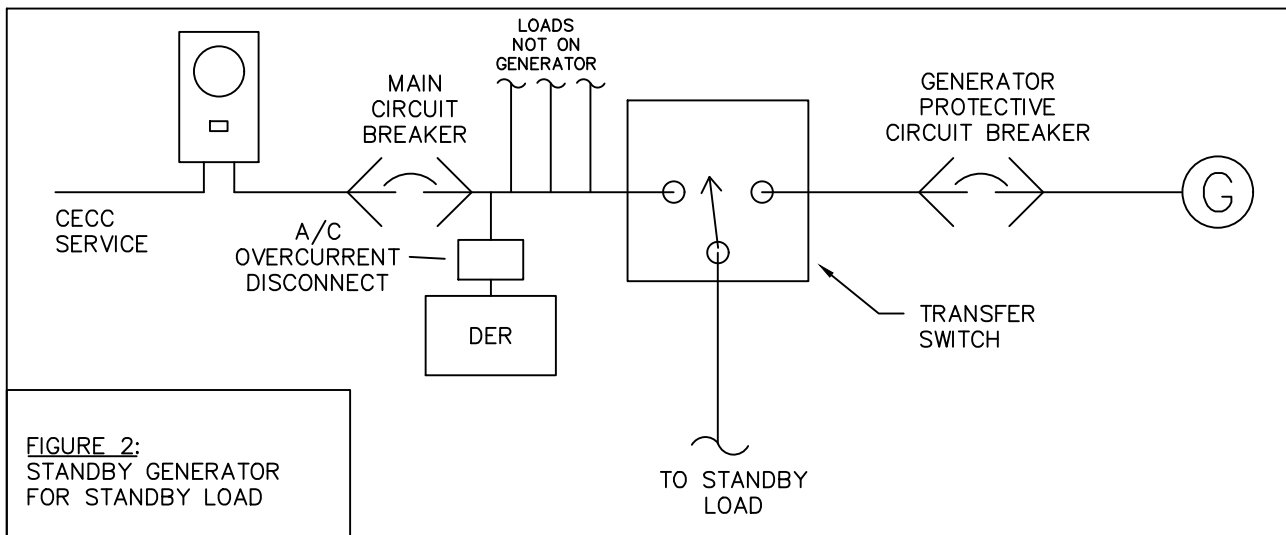 LOADS
NOT ON
GENERATOR
MAIN
CIRCUIT
BREAKER
GENERATOR
PROTECTIVE
CIRCUIT BREAKER
CECC
SERVICE
A/C
OVERCURRENT
DISCONNECT
DER
G
TRANSFER
SWITCH
TO STANDBY
LOAD
FIGURE 2:
STANDBY GENERATOR
FOR STANDBY LOAD